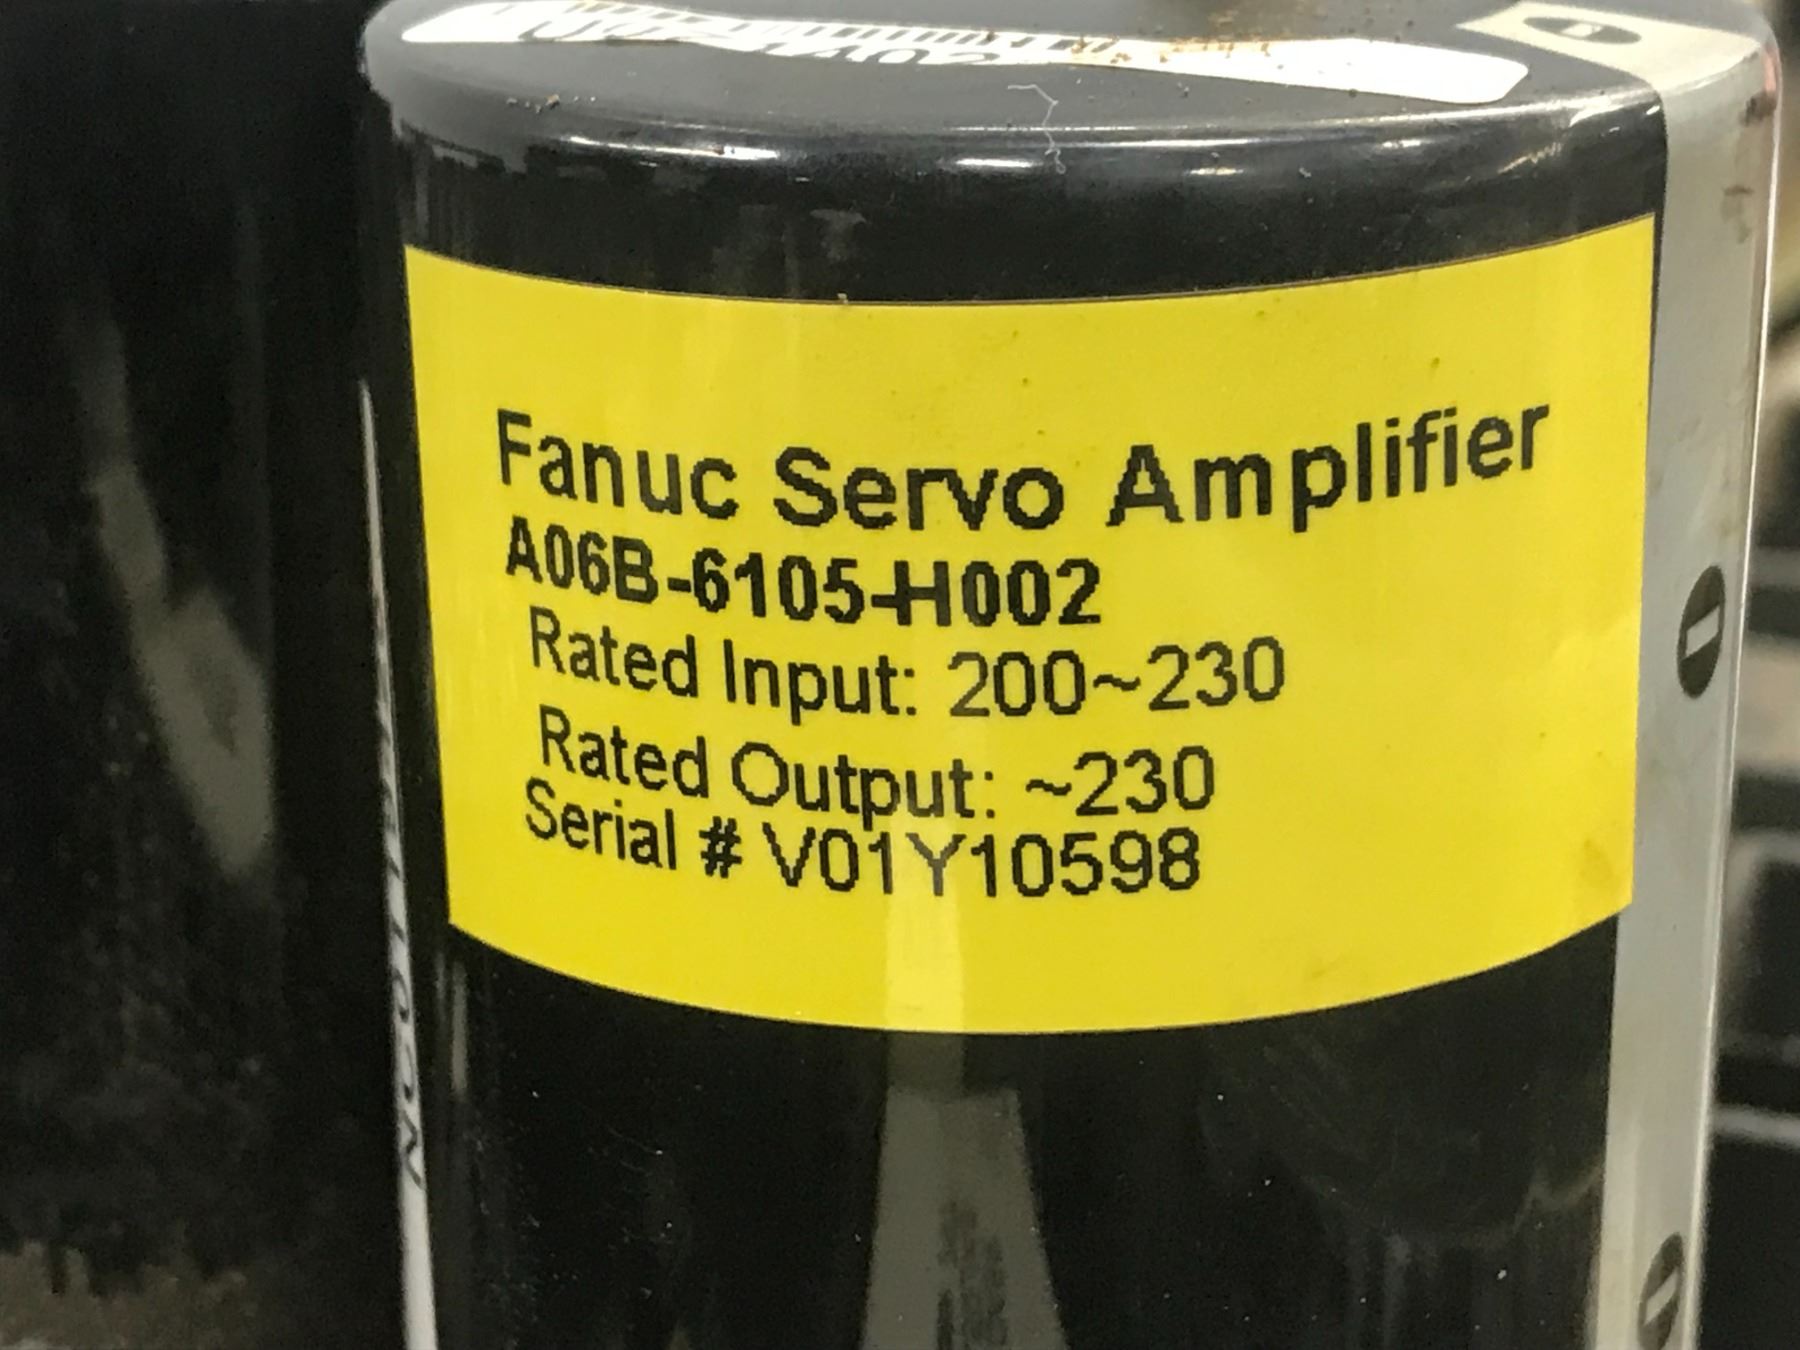 Fanuc Servo Amplifier
A06B-6105-H002
Rated Input: 200~230
Rated Output: ~230
Serial # V01Y10598